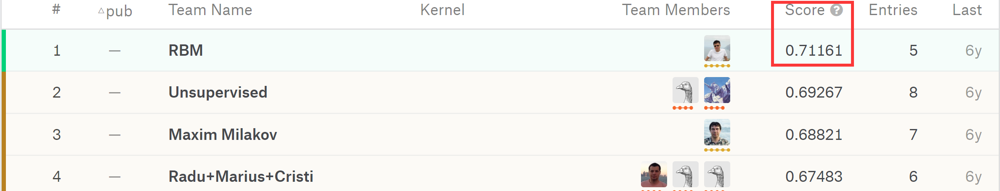 # △pub Team Name Kernel Team Members Score ? Entries Last
1 — RBM 0.71161 5 6y
2 — Unsupervised 0.69267 8 6y
3 — Maxim Milakov 0.68821 7 6y
4 — Radu+Marius+Cristi 0.67483 6 6y